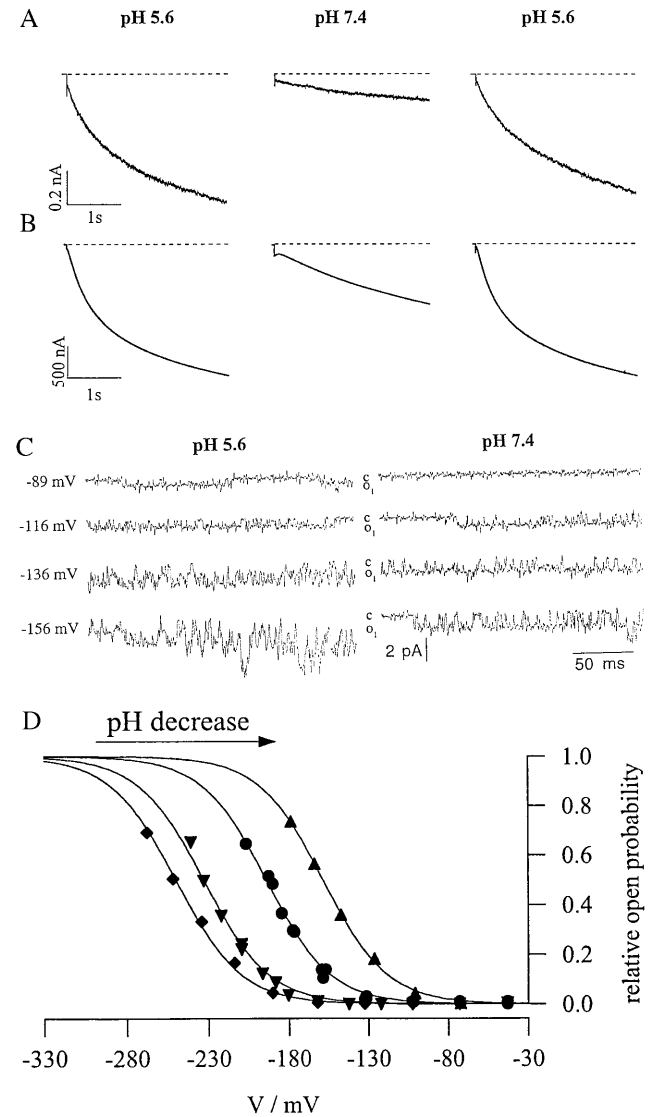 A
pH 5.6 pH 7.4 pH 5.6
0.2 nA
1s
B
500 nA
1s
C
pH 5.6 pH 7.4
-89 mV c
o1
-116 mV c
o1
-136 mV c
o1
-156 mV c
o1
2 pA
50 ms
D
pH decrease
1.0
0.8
0.6
0.4
0.2
0.0
relative open probability
-330 -280 -230 -180 -130 -80 -30
V / mV